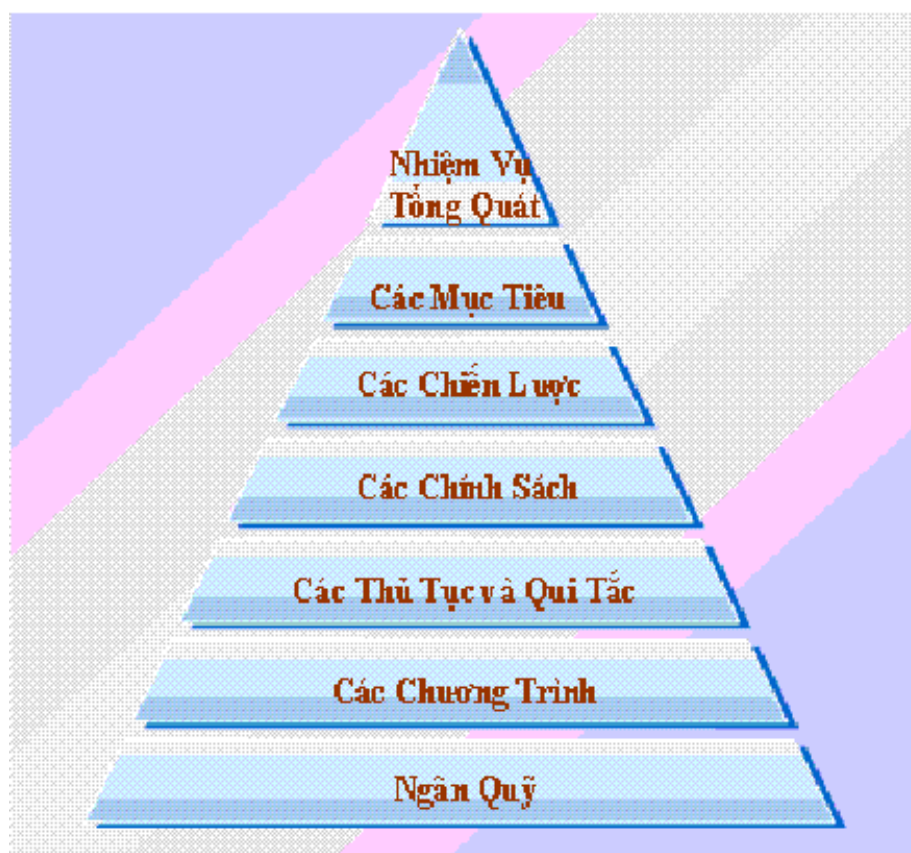 Nhiệm Vụ
Tổng Quát
Các Mục Tiêu
Các Chiến Lược
Các Chính Sách
Các Thủ Tục và Qui Tắc
Các Chương Trình
Ngân Quỹ